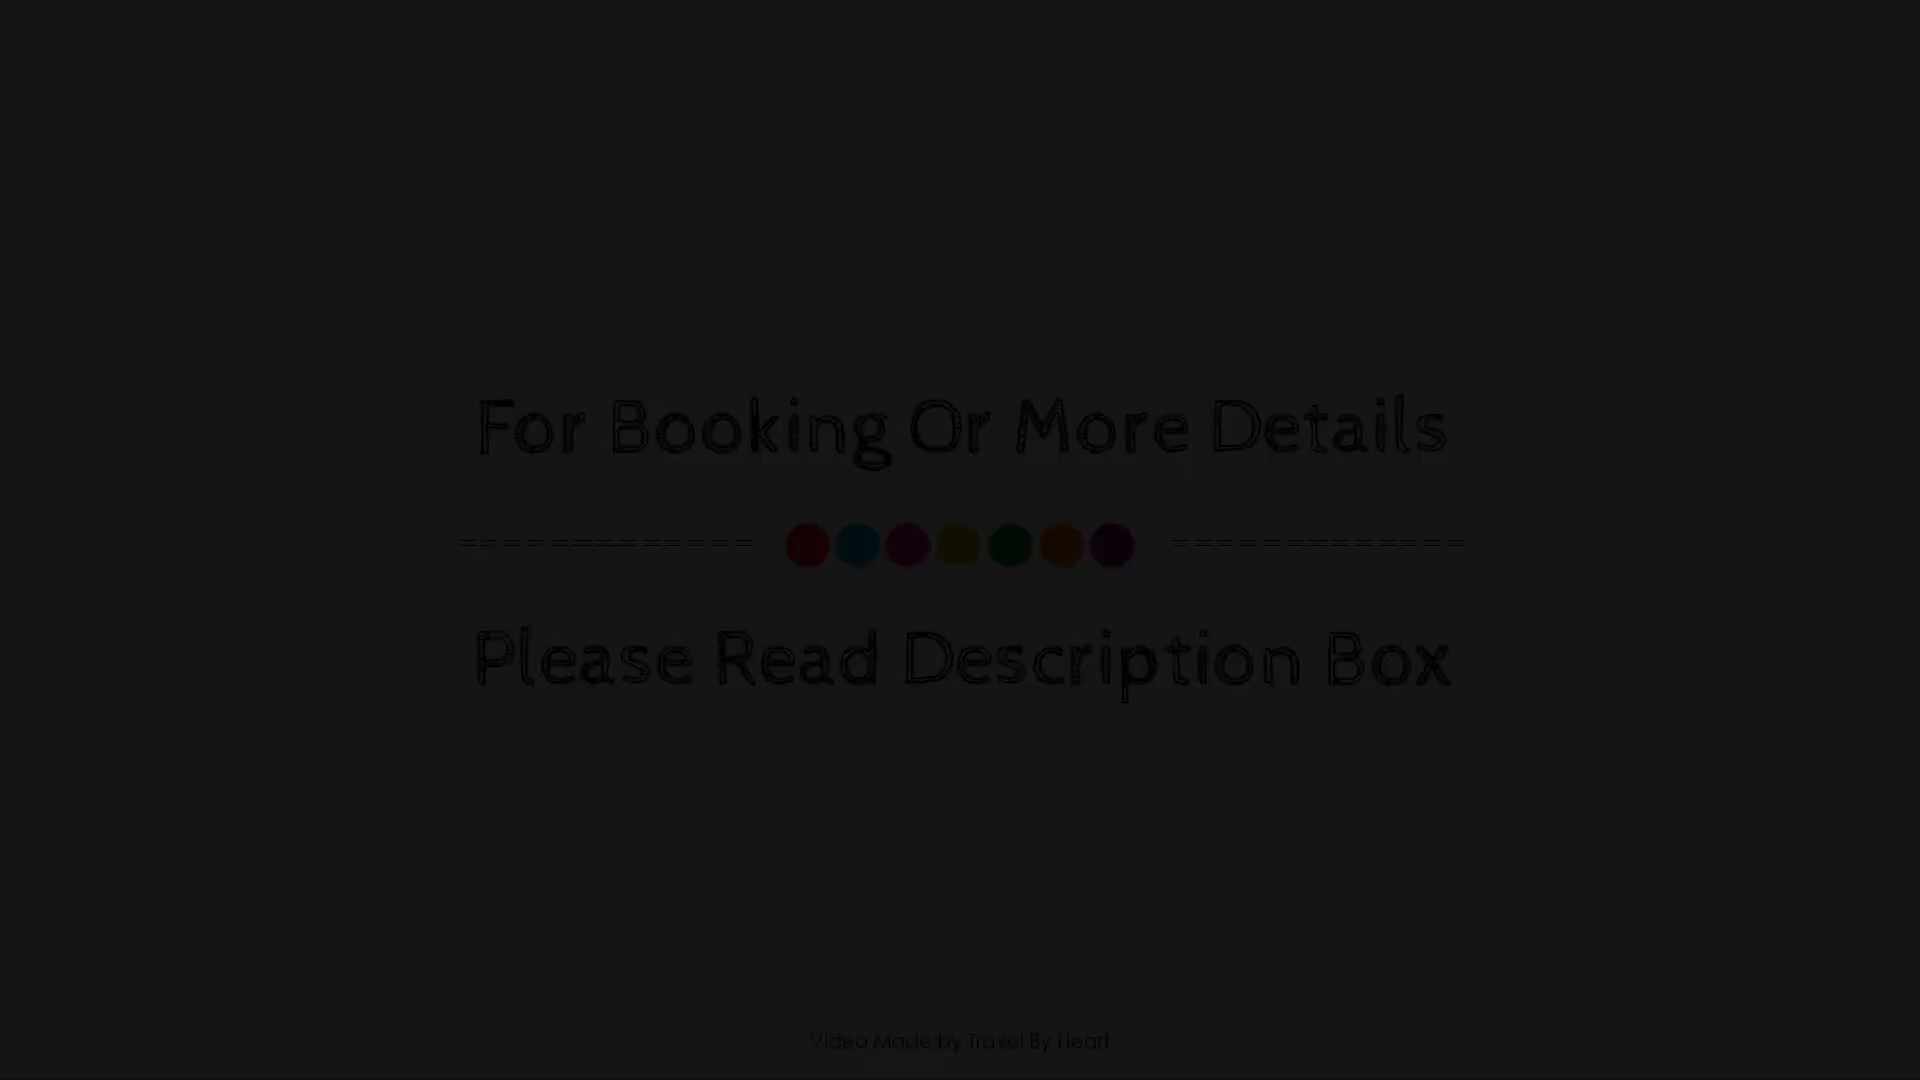 For Booking Or More Details
============= =============
Please Read Description Box
Video Made by Travel By Heart